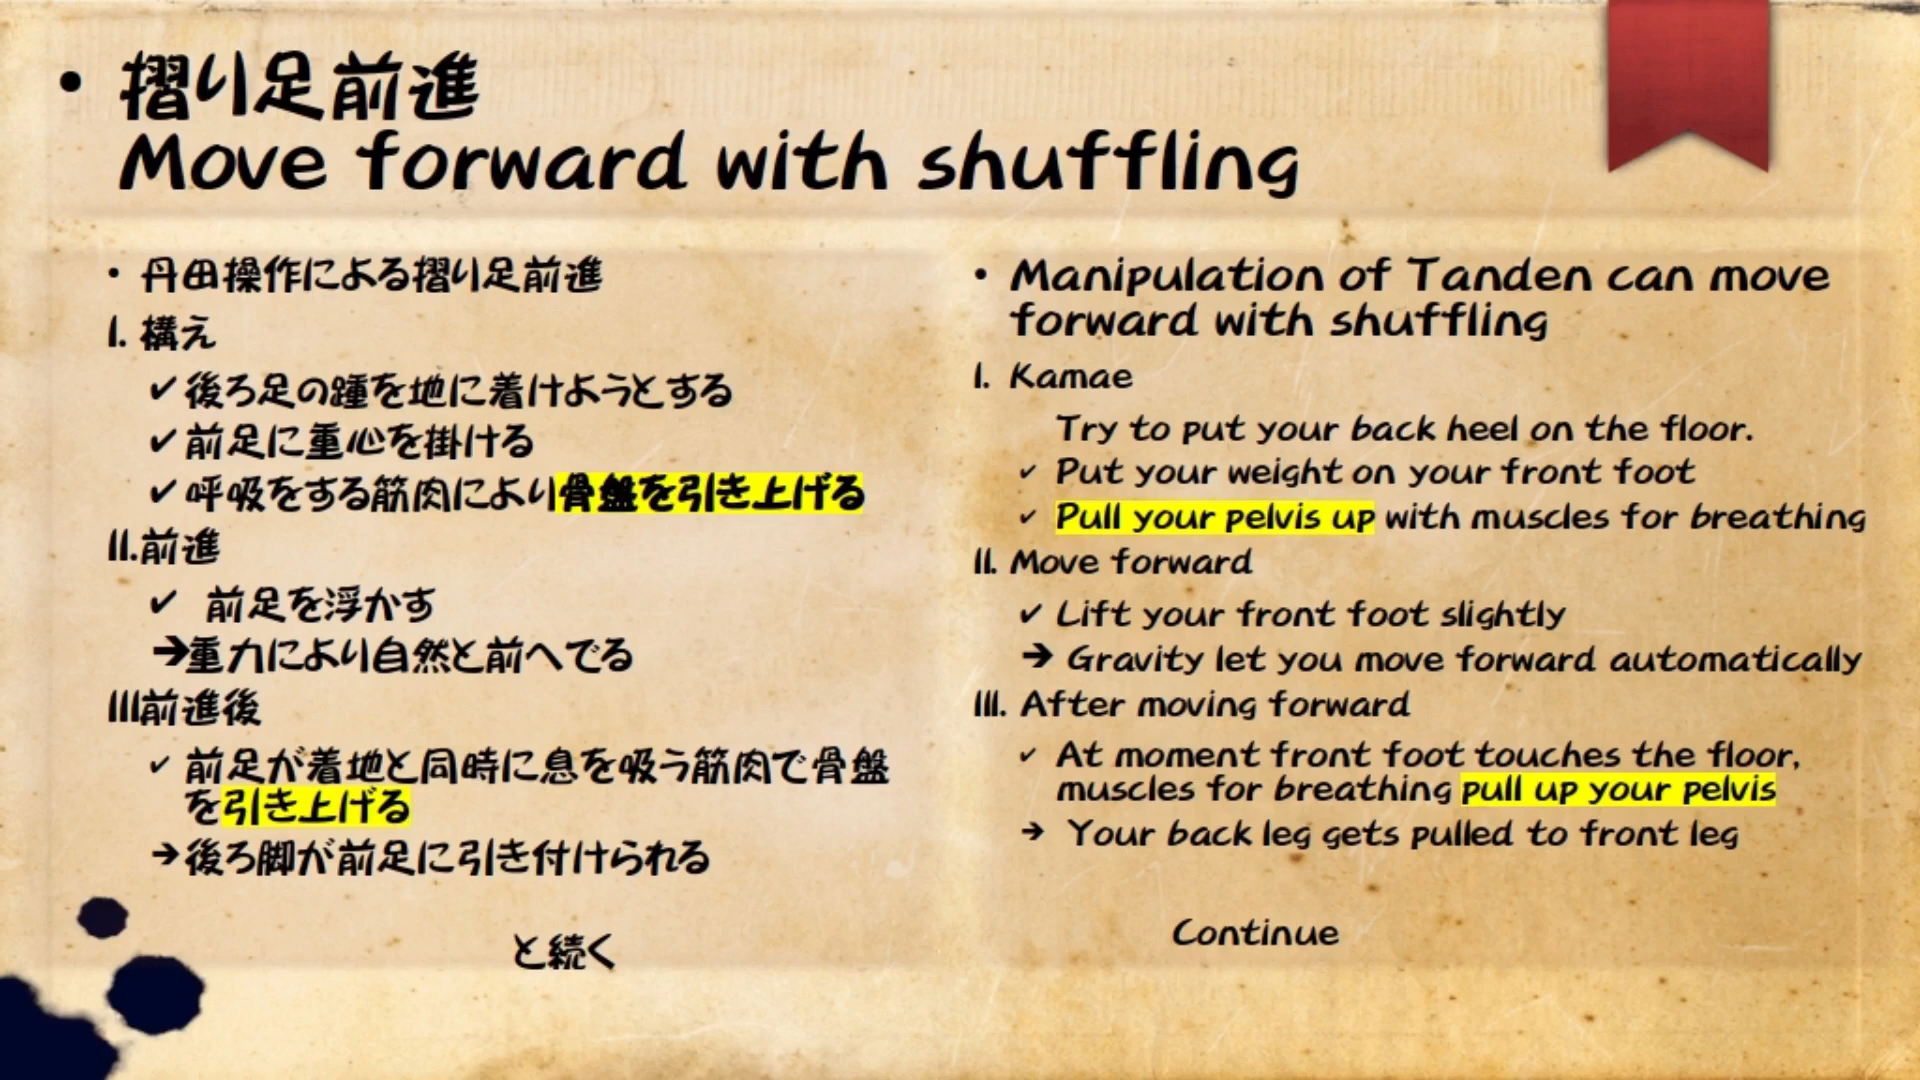 • 摺り足前進
Move forward with shuffling
• 丹田操作による摺り足前進
I. 構え
✓後ろ足の踵を地に着けようとする
✓前足に重心を掛ける
✓呼吸をする筋肉により骨盤を引き上げる
II.前進
✓ 前足を浮かす
→重力により自然と前へでる
III前進後
✓ 前足が着地と同時に息を吸う筋肉で骨盤
を引き上げる
→後ろ脚が前足に引き付けられる
と続く
• Manipulation of Tanden can move
forward with shuffling
I. Kamae
Try to put your back heel on the floor.
✓ Put your weight on your front foot
✓ Pull your pelvis up with muscles for breathing
II. Move forward
✓ Lift your front foot slightly
→ Gravity let you move forward automatically
III. After moving forward
✓ At moment front foot touches the floor,
muscles for breathing pull up your pelvis
→ Your back leg gets pulled to front leg
Continue